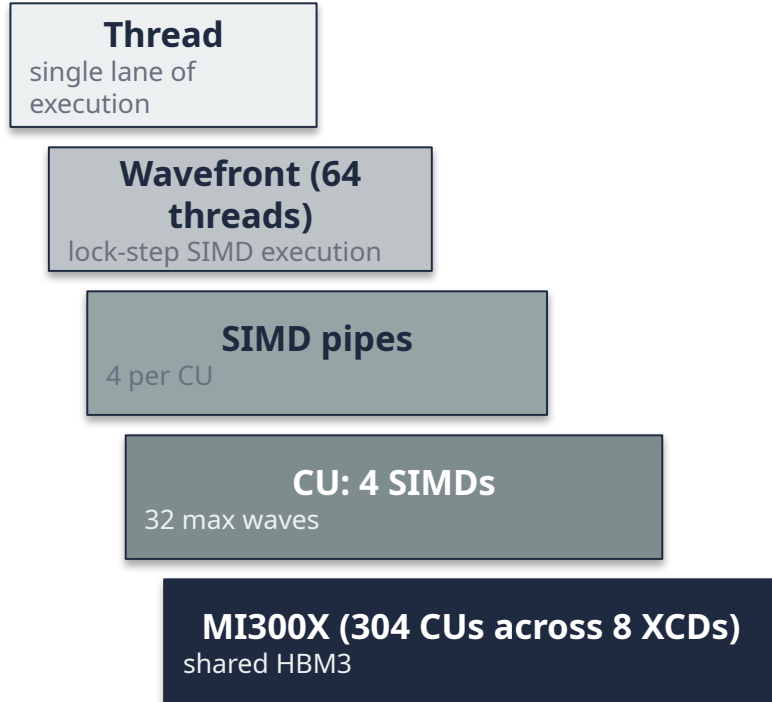 Thread
single lane of
execution
Wavefront (64
threads)
lock-step SIMD execution
SIMD pipes
4 per CU
CU: 4 SIMDs
32 max waves
MI300X (304 CUs across 8 XCDs)
shared HBM3